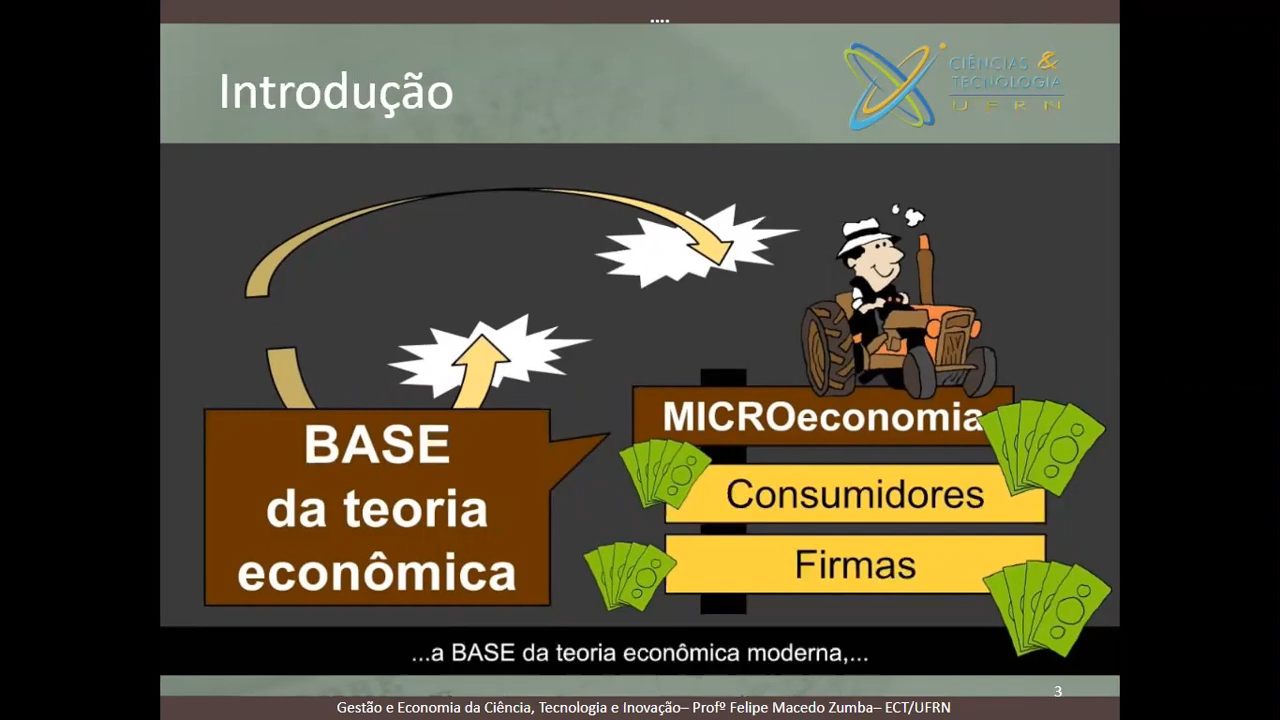 ....
Introdução
CIÊNCIAS &
TECNOLOGIA
UFRN
BASE
da teoria
econômica
MICROeconomia
Consumidores
Firmas
...a BASE da teoria econômica moderna,...
3
Gestão e Economia da Ciência, Tecnologia e Inovação– Profº Felipe Macedo Zumba– ECT/UFRN